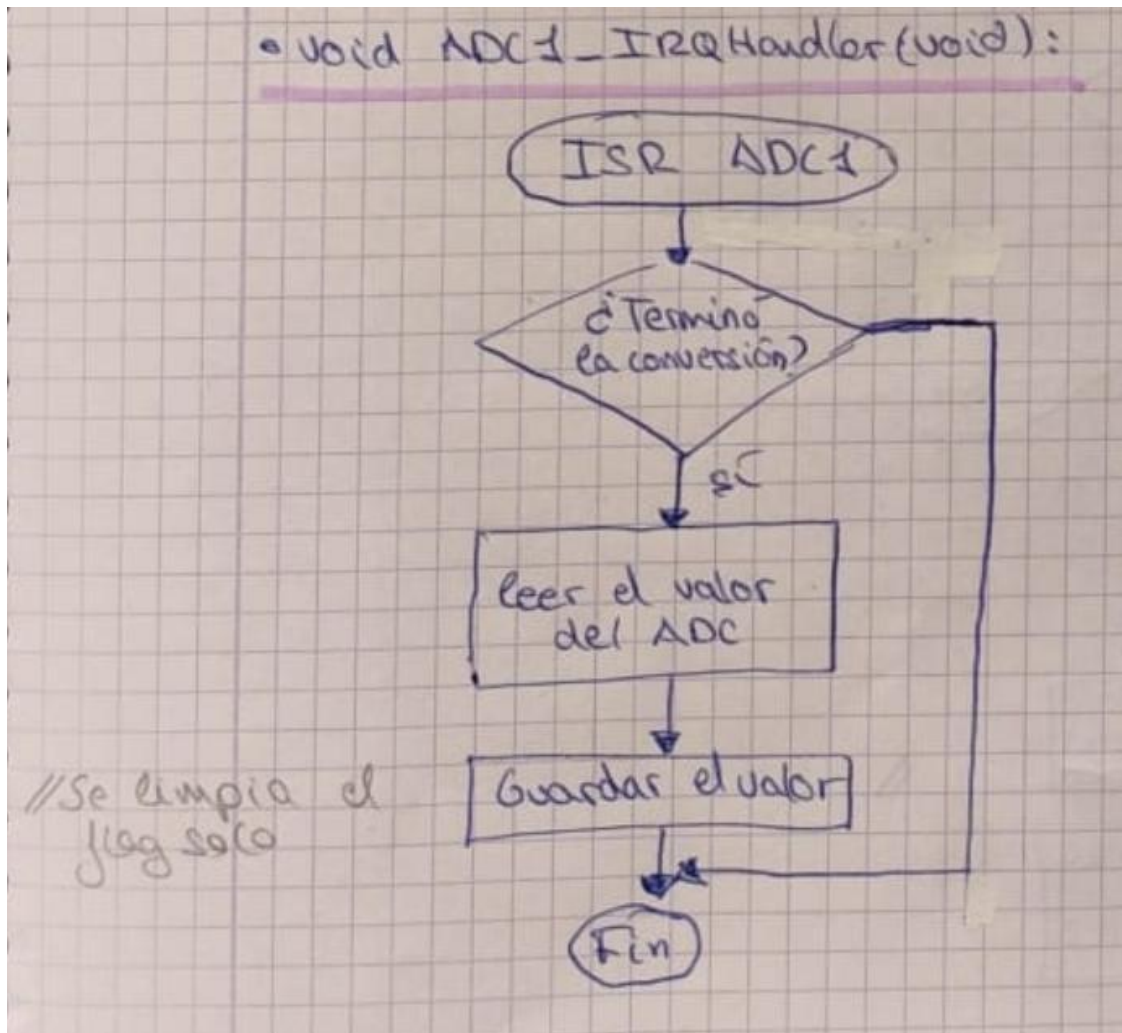 • void ADC1_IRQHandler(void):
ISR ADC1
¿Terminó
la conversión?
sí
leer el valor
del ADC
Guardar el valor
//Se limpia el
flag solo
Fin